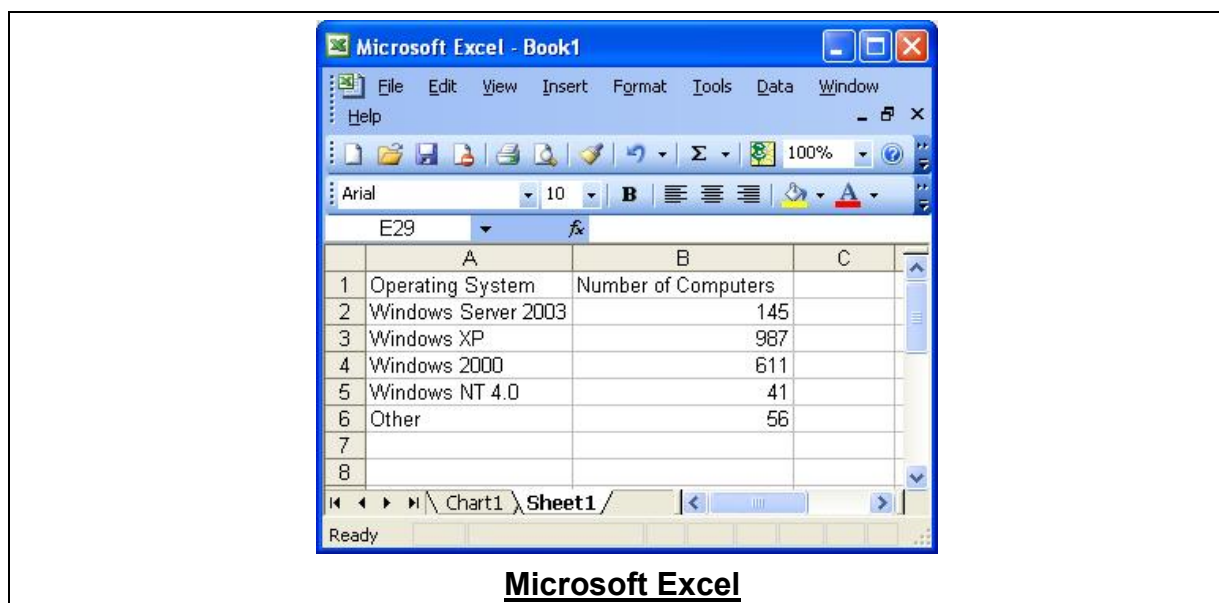 Microsoft Excel - Book1
File Edit View Insert Format Tools Data Window
Help
Σ 100%
Arial 10 B A
E29 fx
A B C
1 Operating System Number of Computers
2 Windows Server 2003 145
3 Windows XP 987
4 Windows 2000 611
5 Windows NT 4.0 41
6 Other 56
7
8
Chart1 Sheet1
Ready
Microsoft Excel